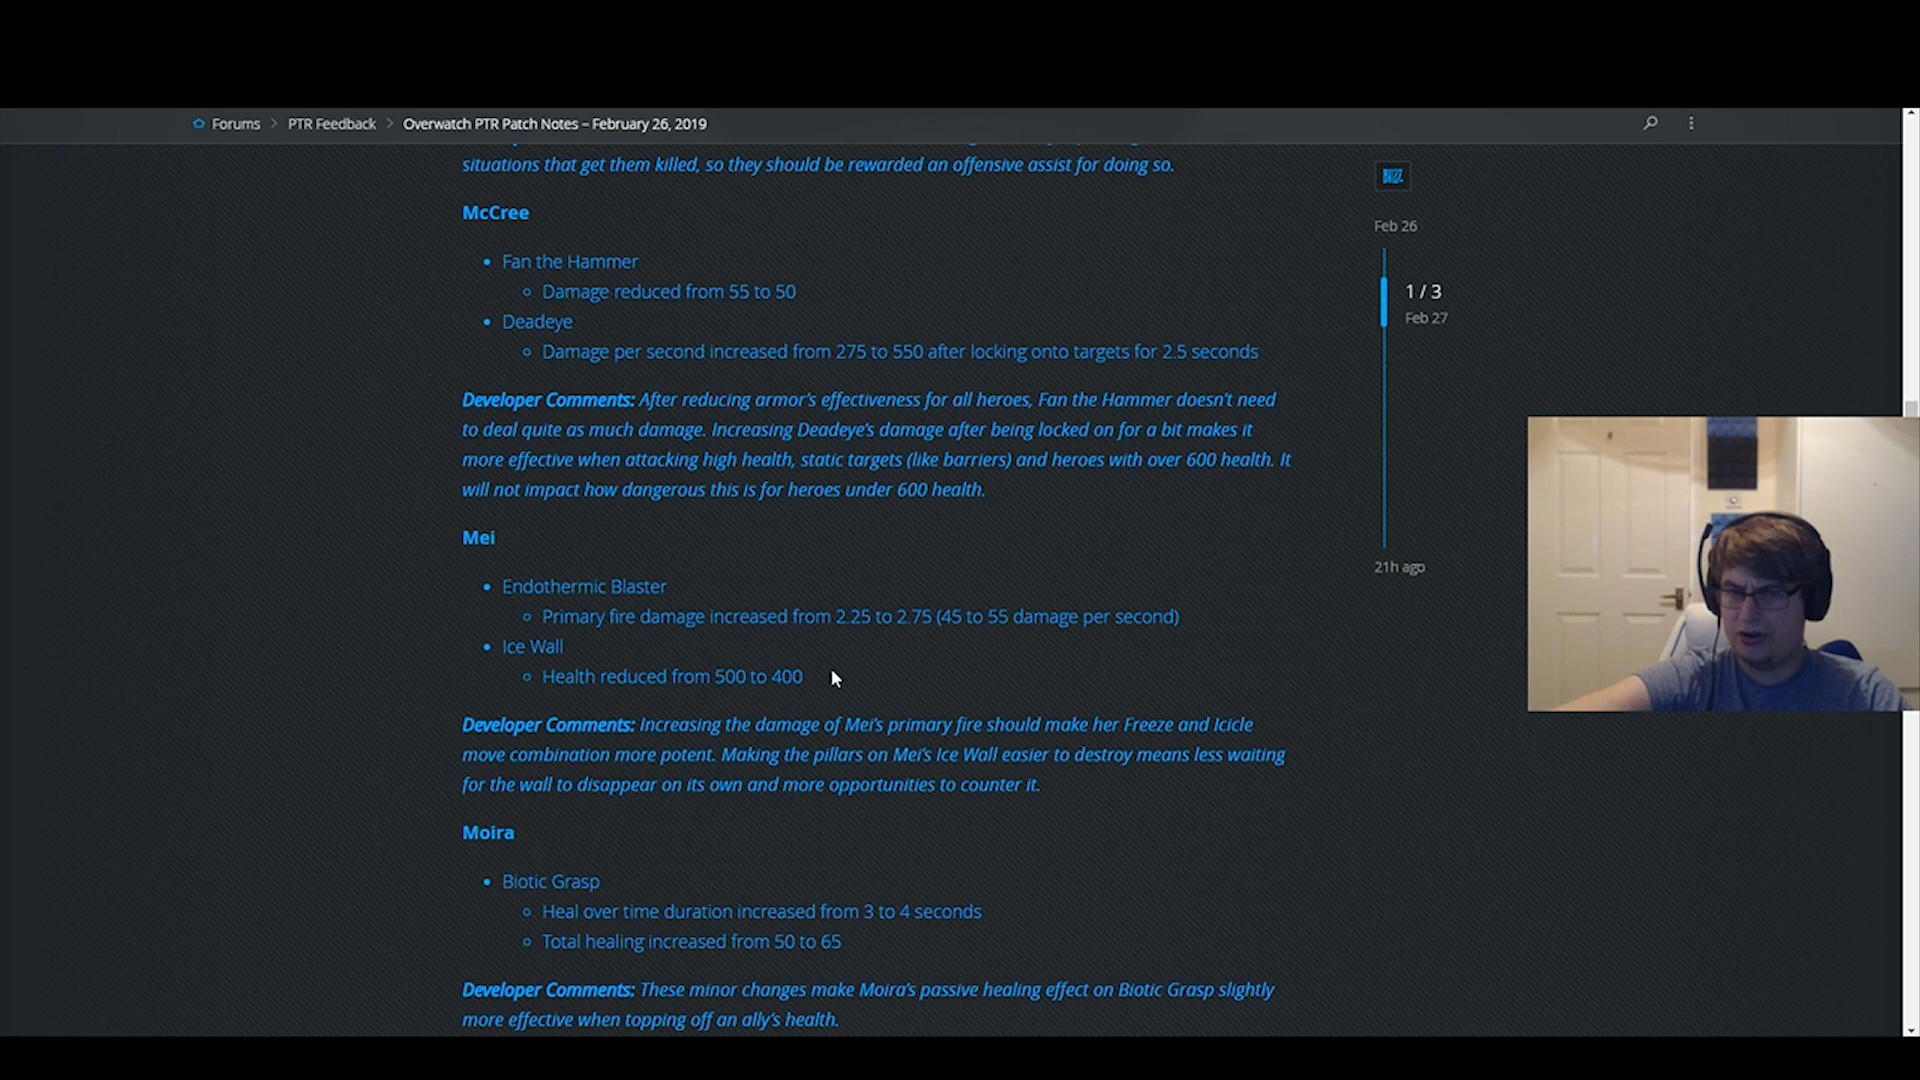 Forums > PTR Feedback > Overwatch PTR Patch Notes – February 26, 2019
situations that get them killed, so they should be rewarded an offensive assist for doing so.
McCree
Fan the Hammer
Damage reduced from 55 to 50
Deadeye
Damage per second increased from 275 to 550 after locking onto targets for 2.5 seconds
Developer Comments: After reducing armor's effectiveness for all heroes, Fan the Hammer doesn't need
to deal quite as much damage. Increasing Deadeye's damage after being locked on for a bit makes it
more effective when attacking high health, static targets (like barriers) and heroes with over 600 health. It
will not impact how dangerous this is for heroes under 600 health.
Mei
Endothermic Blaster
Primary fire damage increased from 2.25 to 2.75 (45 to 55 damage per second)
Ice Wall
Health reduced from 500 to 400
Developer Comments: Increasing the damage of Mei's primary fire should make her Freeze and Icicle
move combination more potent. Making the pillars on Mei's Ice Wall easier to destroy means less waiting
for the wall to disappear on its own and more opportunities to counter it.
Moira
Biotic Grasp
Heal over time duration increased from 3 to 4 seconds
Total healing increased from 50 to 65
Developer Comments: These minor changes make Moira's passive healing effect on Biotic Grasp slightly
more effective when topping off an ally's health.
BLIZZ
Feb 26
1 / 3
Feb 27
21h ago